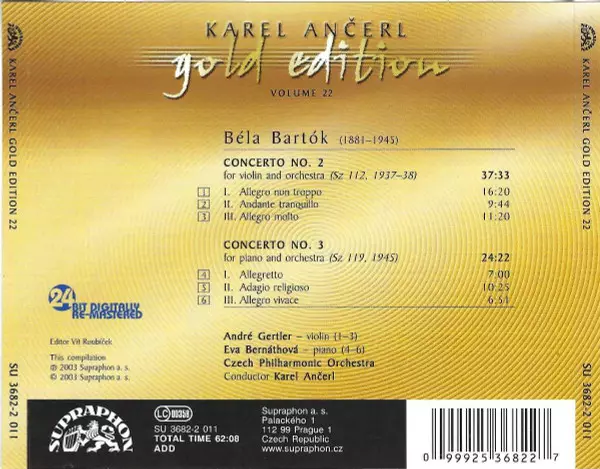 KAREL ANČERL
gold edition
VOLUME 22
Béla Bartók (1881–1945)
CONCERTO NO. 2
for violin and orchestra (Sz 112, 1937–38) 37:33
1 I. Allegro non troppo 16:20
2 II. Andante tranquillo 9:44
3 III. Allegro molto 11:20
CONCERTO NO. 3
for piano and orchestra (Sz 119, 1945) 24:22
4 I. Allegretto 7:00
5 II. Adagio religioso 10:25
6 III. Allegro vivace 6:51
24 BIT DIGITALLY
RE-MASTERED
Editor Vít Roubíček
This compilation
℗ 2003 Supraphon a. s.
© 2003 Supraphon a. s.
André Gertler – violin (1–3)
Eva Bernáthová – piano (4–6)
Czech Philharmonic Orchestra
Conductor Karel Ančerl
SUPRAPHON
LC 00358
SU 3682-2 011
TOTAL TIME 62:08
ADD
Supraphon a. s.
Palackého 1
112 99 Prague 1
Czech Republic
www.supraphon.cz
0 99925 36822 7
KAREL ANČERL GOLD EDITION 22
SU 3682-2 011
KAREL ANČERL GOLD EDITION 22
SU 3682-2 011